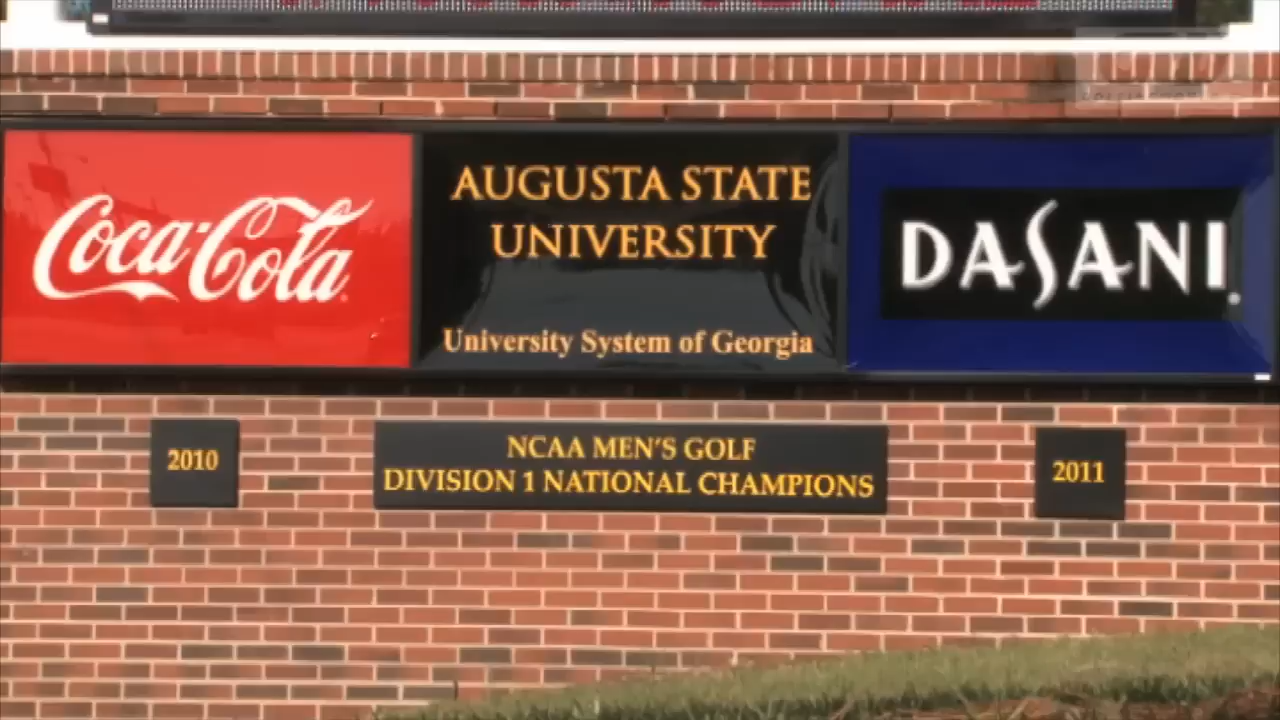 Coca-Cola
AUGUSTA STATE
UNIVERSITY
University System of Georgia
DASANI
2010
NCAA MEN'S GOLF
DIVISION 1 NATIONAL CHAMPIONS
2011